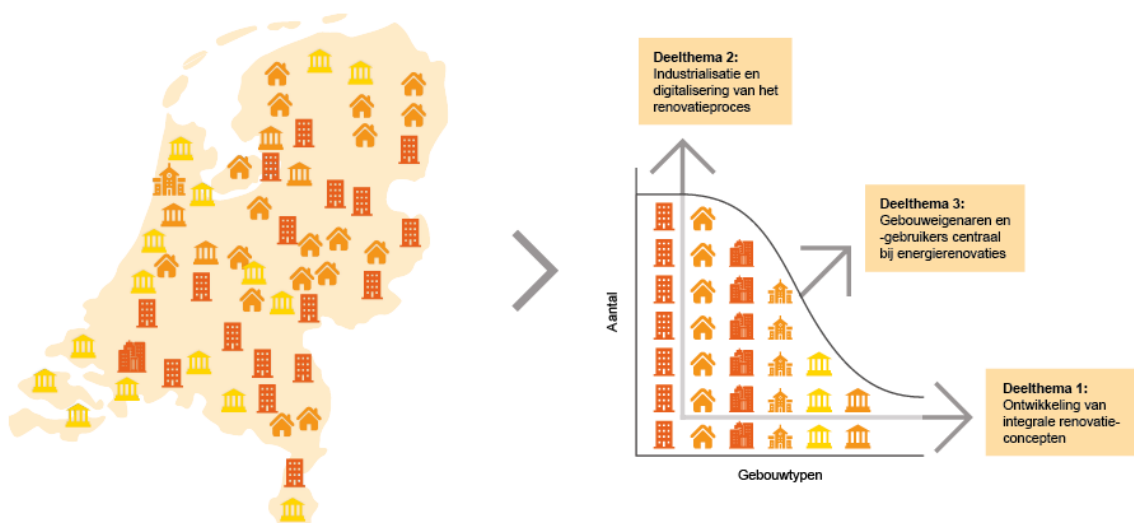 Deelthema 2:
Industrialisatie en
digitalisering van het
renovatieproces
Deelthema 3:
Gebouweigenaren en
-gebruikers centraal
bij energierenovaties
Aantal
Deelthema 1:
Ontwikkeling van
integrale renovatie-
concepten
Gebouwtypen